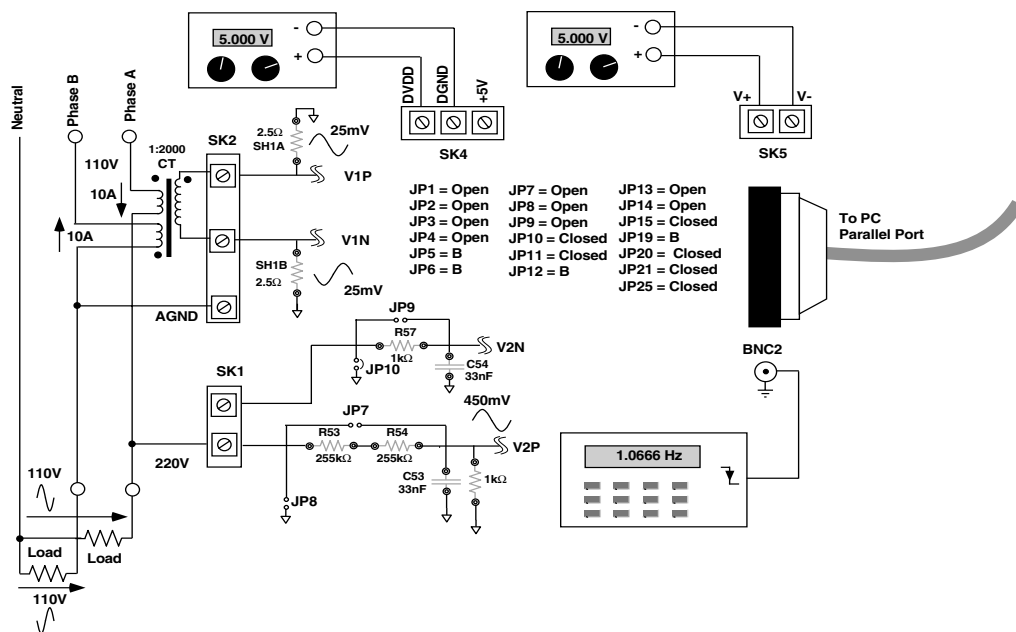 5.000 V
-
+
5.000 V
-
+
Neutral
Phase B
Phase A
DVDD
DGND
+5V
V+
V-
SK4
SK5
110V
1:2000
CT
10A
10A
SK2
2.5Ω
SH1A
25mV
V1P
V1N
SH1B
2.5Ω
25mV
AGND
JP1 = Open
JP2 = Open
JP3 = Open
JP4 = Open
JP5 = B
JP6 = B
JP7 = Open
JP8 = Open
JP9 = Open
JP10 = Closed
JP11 = Closed
JP12 = B
JP13 = Open
JP14 = Open
JP15 = Closed
JP19 = B
JP20 = Closed
JP21 = Closed
JP25 = Closed
To PC
Parallel Port
JP9
R57
1kΩ
V2N
JP10
C54
33nF
BNC2
SK1
JP7
450mV
R53
255kΩ
R54
255kΩ
V2P
220V
C53
33nF
1kΩ
JP8
1.0666 Hz
110V
Load
Load
110V